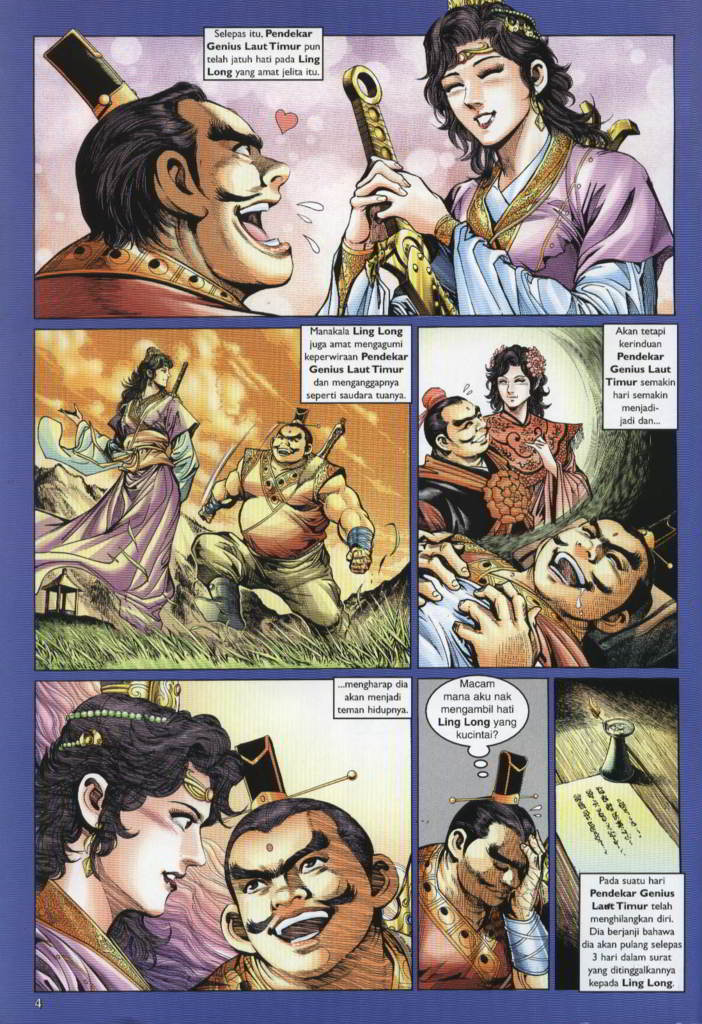 Selepas itu, Pendekar
Genius Laut Timur pun
telah jatuh hati pada Ling
Long yang amat jelita itu.
Manakala Ling Long
juga amat mengagumi
keperwiraan Pendekar
Genius Laut Timur
dan menganggapnya
seperti saudara tuanya.
Akan tetapi
kerinduan
Pendekar
Genius Laut
Timur semakin
hari semakin
menjadi-
jadi dan...
...mengharap dia
akan menjadi
teman hidupnya.
Macam
mana aku nak
mengambil hati
Ling Long yang
kucintai?
Pada suatu hari
Pendekar Genius
Laut Timur telah
menghilangkan diri.
Dia berjanji bahawa
dia akan pulang selepas
3 hari dalam surat
yang ditinggalkannya
kepada Ling Long.
4